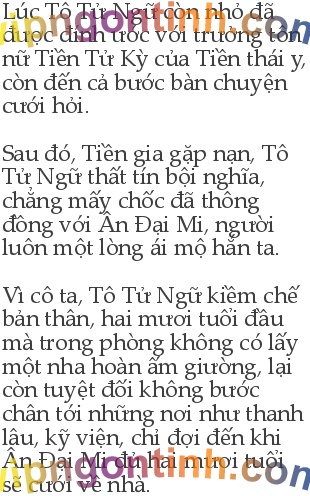 Lúc Tô Tử Ngữ còn nhỏ đã
được định ước với trưởng tôn
nữ Tiền Tử Kỳ của Tiền thái y,
còn đến cả bước bàn chuyện
cưới hỏi.
Sau đó, Tiền gia gặp nạn, Tô
Tử Ngữ thất tín bội nghĩa,
chẳng mấy chốc đã thông
đồng với Ân Đại Mi, người
luôn một lòng ái mộ hắn ta.
Vì cô ta, Tô Tử Ngữ kiềm chế
bản thân, hai mươi tuổi đầu
mà trong phòng không có lấy
một nha hoàn ấm giường, lại
còn tuyệt đối không bước
chân tới những nơi như thanh
lâu, kỹ viện, chỉ đợi đến khi
Ân Đại Mi đủ hai mươi tuổi
sẽ cưới về nhà.